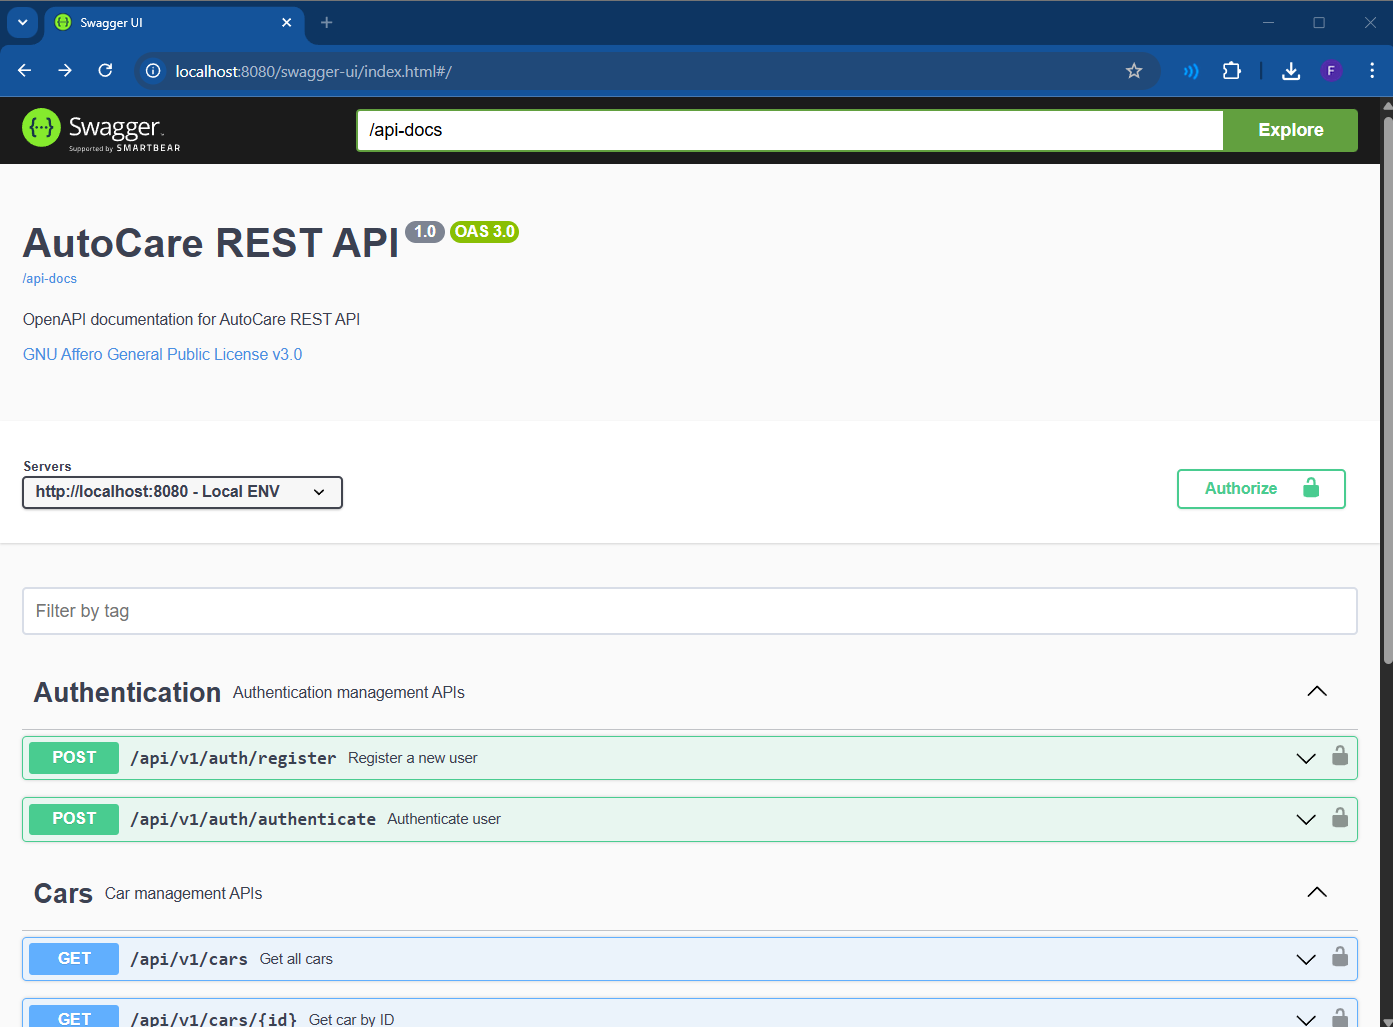 Swagger UI
localhost:8080/swagger-ui/index.html#/
F
Swagger
Supported by SMARTBEAR
/api-docs
Explore
AutoCare REST API 1.0 OAS 3.0
/api-docs
OpenAPI documentation for AutoCare REST API
GNU Affero General Public License v3.0
Servers
http://localhost:8080 - Local ENV
Authorize
Filter by tag
Authentication Authentication management APIs
POST /api/v1/auth/register Register a new user
POST /api/v1/auth/authenticate Authenticate user
Cars Car management APIs
GET /api/v1/cars Get all cars
GET /api/v1/cars/{id} Get car by ID